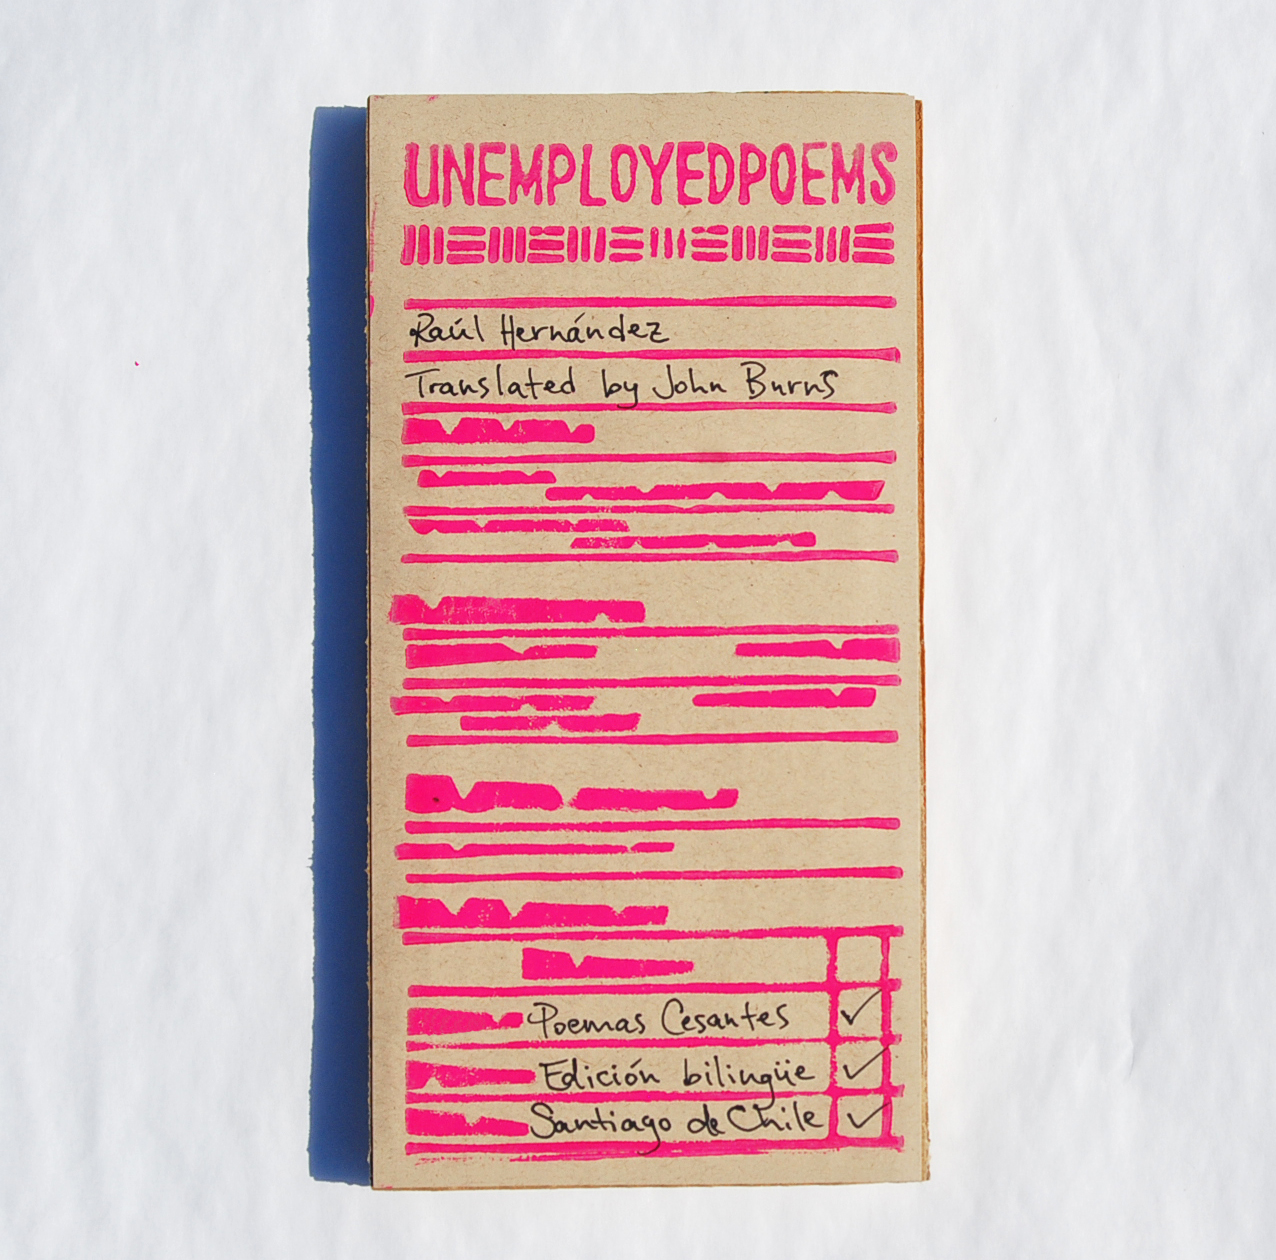 UNEMPLOYEDPOEMS
Raúl Hernández
Translated by John Burns
Poemas Cesantes
Edición bilingüe
Santiago de Chile